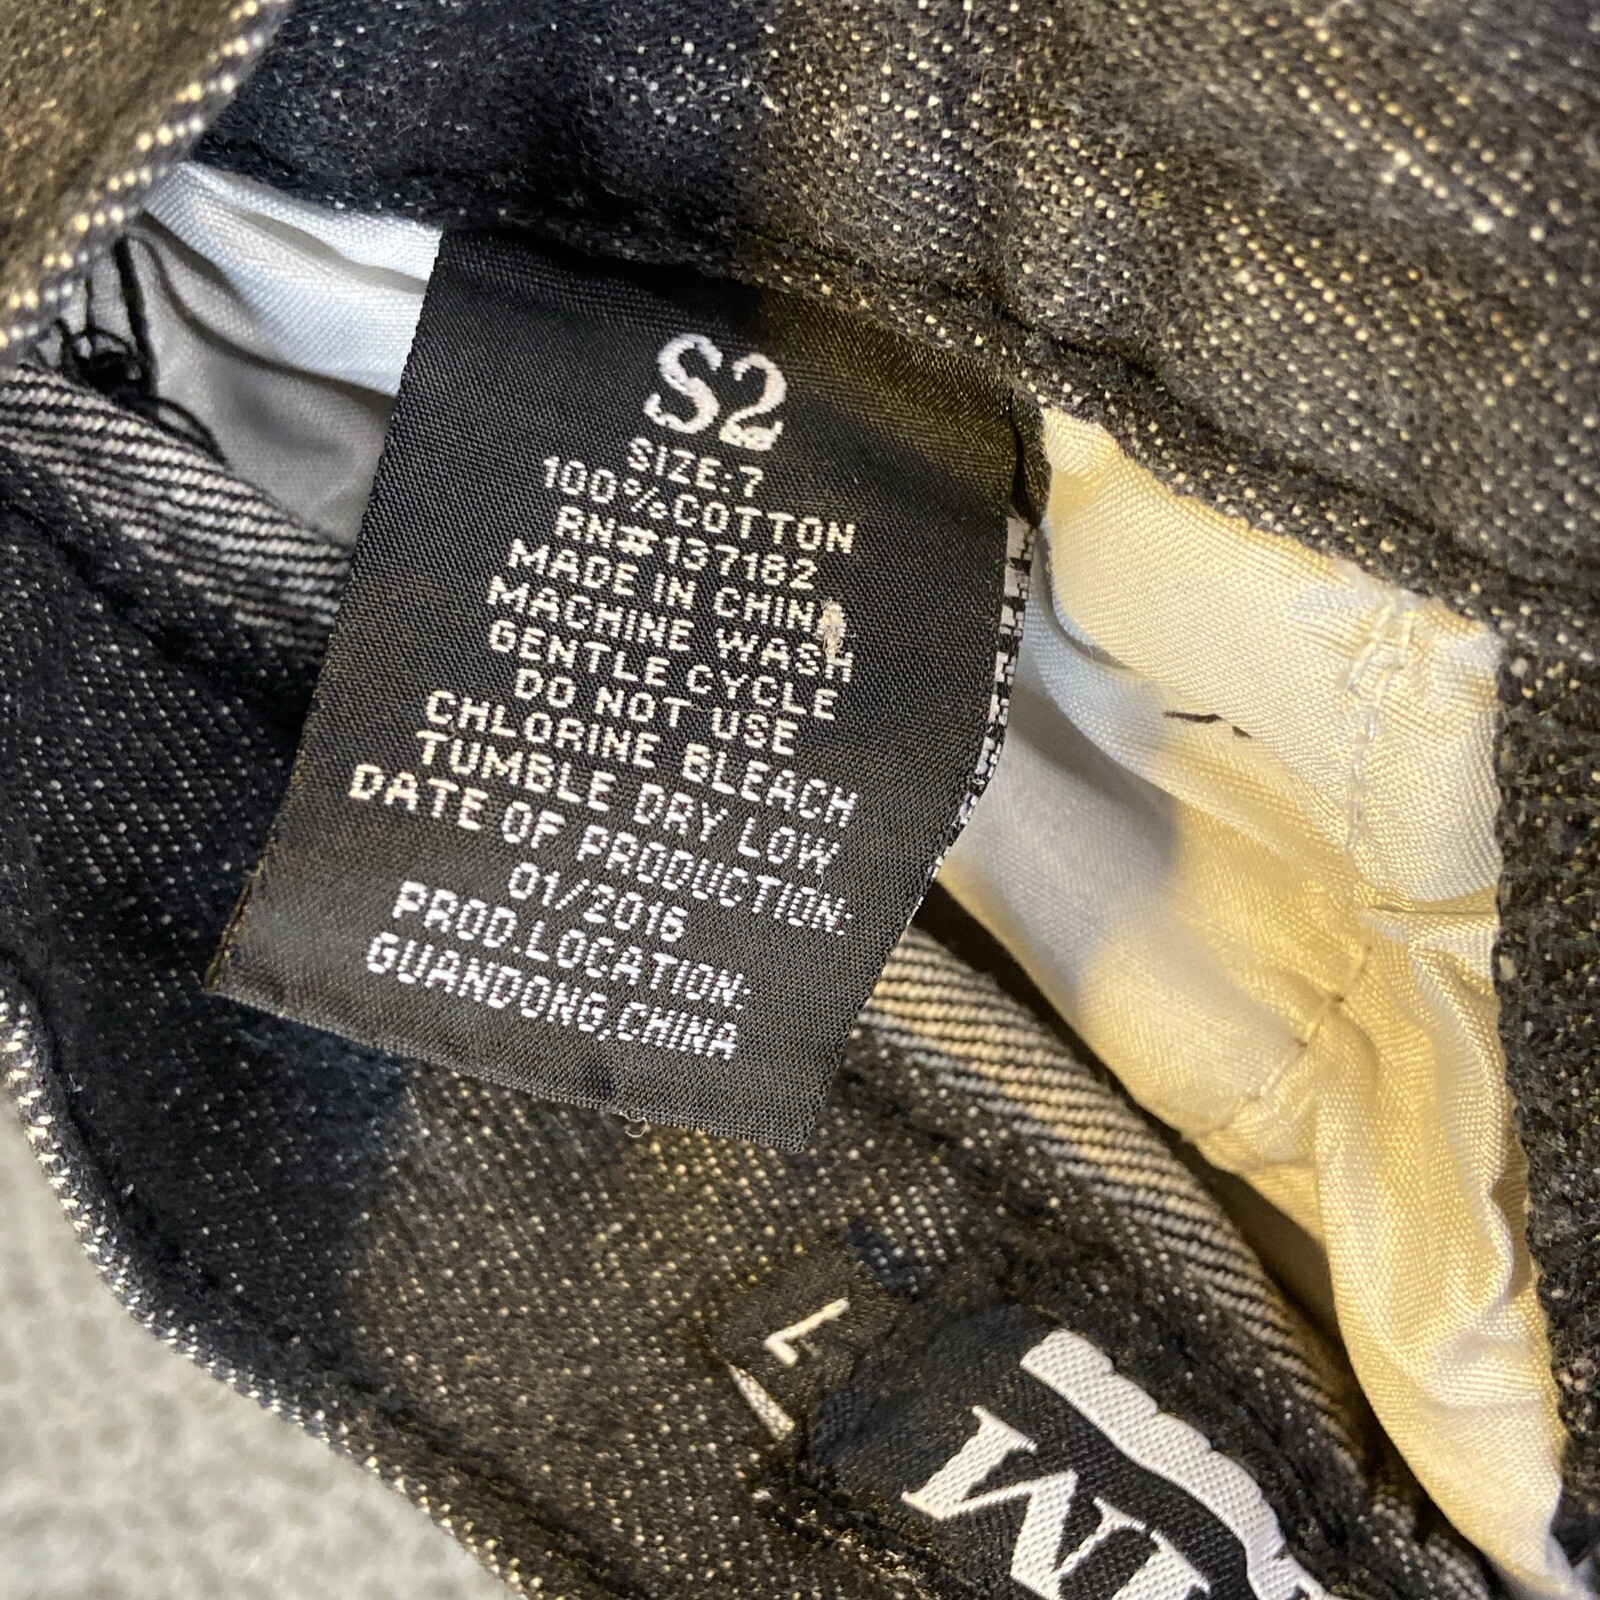 S2
SIZE:7
100%COTTON
RN#137182
MADE IN CHINA
MACHINE WASH
GENTLE CYCLE
DO NOT USE
CHLORINE BLEACH
TUMBLE DRY LOW.
DATE OF PRODUCTION:
01/2016
PROD.LOCATION:
GUANDONG,CHINA